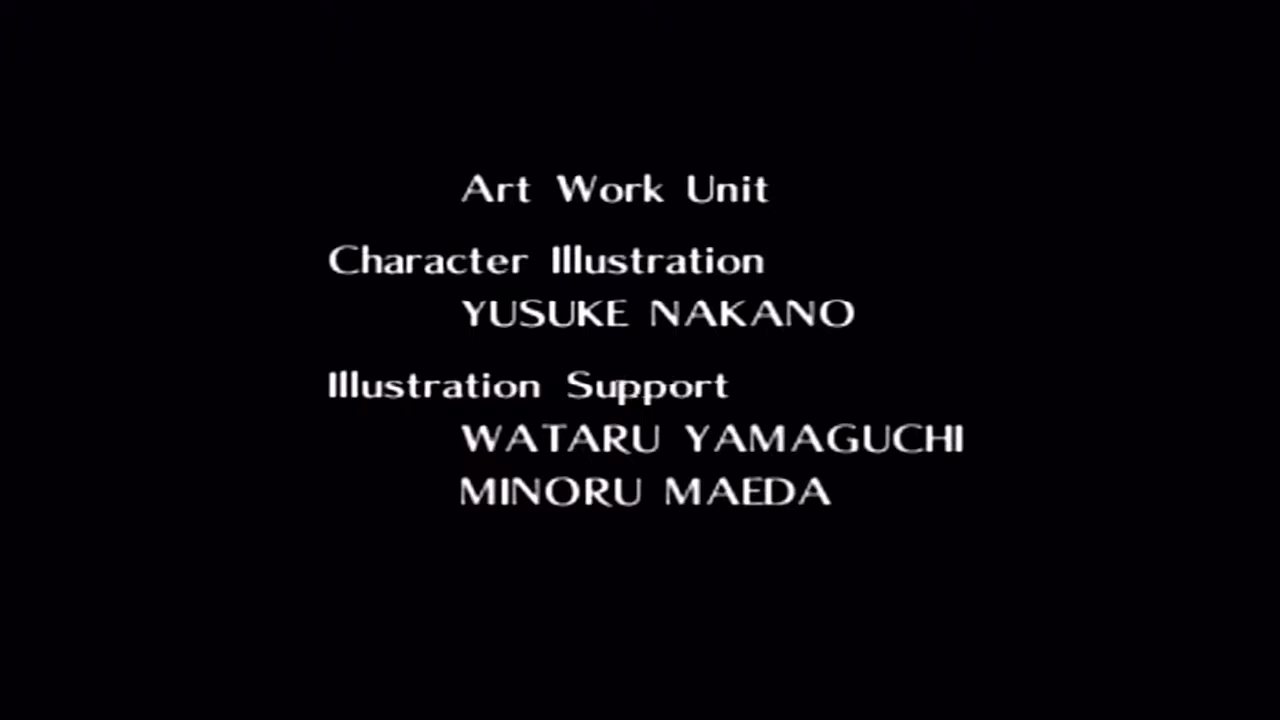 Art Work Unit
Character Illustration
YUSUKE NAKANO
Illustration Support
WATARU YAMAGUCHI
MINORU MAEDA